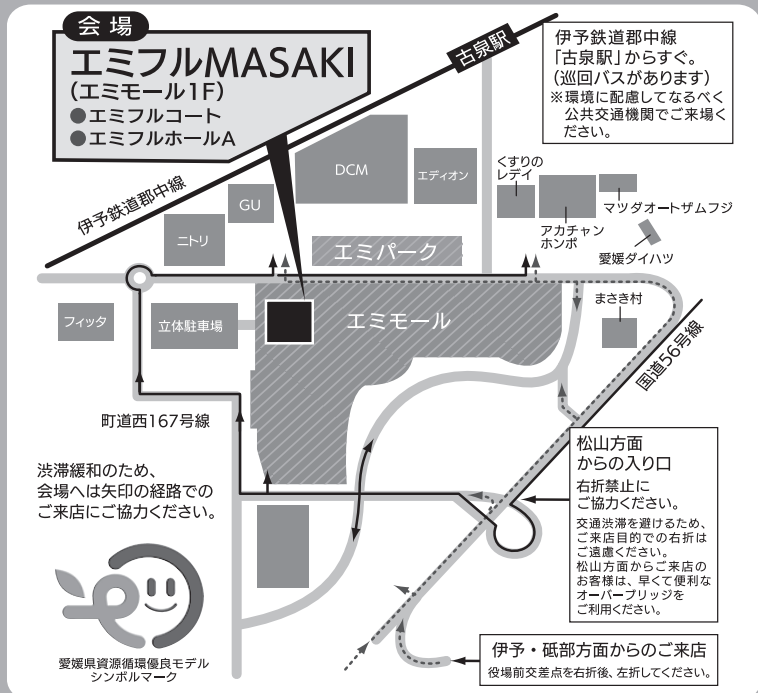 会場
エミフルMASAKI
(エミモール1F)
●エミフルコート
●エミフルホールA
古泉駅
伊予鉄道郡中線
「古泉駅」からすぐ。
(巡回バスがあります)
※環境に配慮してなるべく
公共交通機関でご来場く
ださい。
伊予鉄道郡中線
DCM
エディオン
GU
ニトリ
くすりの
レデイ
アカチャン
ホンポ
マツダオートザムフジ
愛媛ダイハツ
エミパーク
フィッタ
立体駐車場
エミモール
まさき村
国道56号線
町道西167号線
渋滞緩和のため、
会場へは矢印の経路での
ご来店にご協力ください。
松山方面
からの入り口
右折禁止に
ご協力ください。
交通渋滞を避けるため、
ご来店目的での右折は
ご遠慮ください。
松山方面からご来店の
お客様は、早くて便利な
オーバーブリッジを
ご利用ください。
伊予・砥部方面からのご来店
役場前交差点を右折後、左折してください。
愛媛県資源循環優良モデル
シンボルマーク